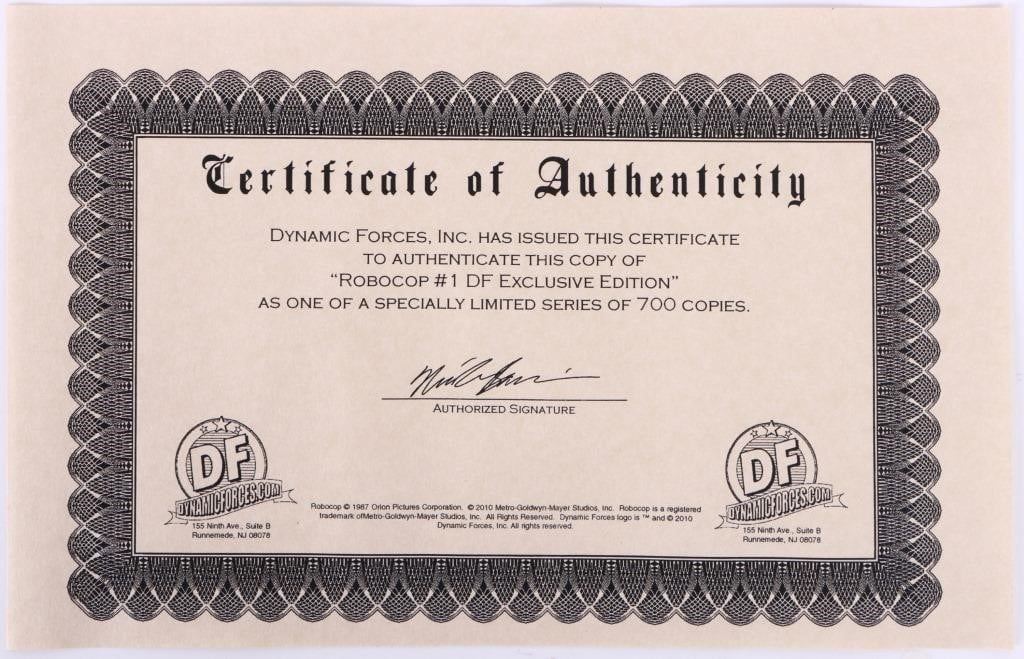 Certificate of Authenticity
DYNAMIC FORCES, INC. HAS ISSUED THIS CERTIFICATE
TO AUTHENTICATE THIS COPY OF
"ROBOCOP #1 DF EXCLUSIVE EDITION"
AS ONE OF A SPECIALLY LIMITED SERIES OF 700 COPIES.
AUTHORIZED SIGNATURE
DF
DYNAMICFORCES.COM
155 Ninth Ave., Suite B
Runnemede, NJ 08078
Robocop © 1987 Orion Pictures Corporation. © 2010 Metro-Goldwyn-Mayer Studios, Inc. Robocop is a registered
trademark ofMetro-Goldwyn-Mayer Studios, Inc. All Rights Reserved. Dynamic Forces logo is ™ and © 2010
Dynamic Forces, Inc. All rights reserved.
DF
DYNAMICFORCES.COM
155 Ninth Ave., Suite B
Runnemede, NJ 08078